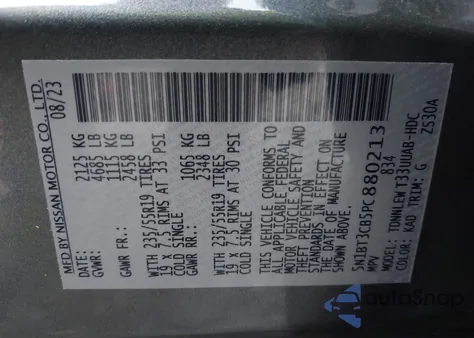 MFD BY NISSAN MOTOR CO., LTD.
08/23
GVWR: 2125 KG
4685 LB
GAWR FR: 1115 KG
2458 LB
WITH 235/55R19 TIRES
19 X 7.5 RIMS AT 33 PSI
COLD SINGLE
GAWR RR: 1065 KG
2348 LB
WITH 235/55R19 TIRES
19 X 7.5 RIMS AT 30 PSI
COLD SINGLE
THIS VEHICLE CONFORMS TO
ALL APPLICABLE FEDERAL
MOTOR VEHICLE SAFETY AND
STANDARDS IN EFFECT ON
THE DATE OF MANUFACTURE
SHOWN ABOVE.
5N1BT3CB5PC880213
MPV 834
MODEL: TDNNLEWT33UUAB-HDC
COLOR: KAD TRIM: G ZS30A
autoSnap